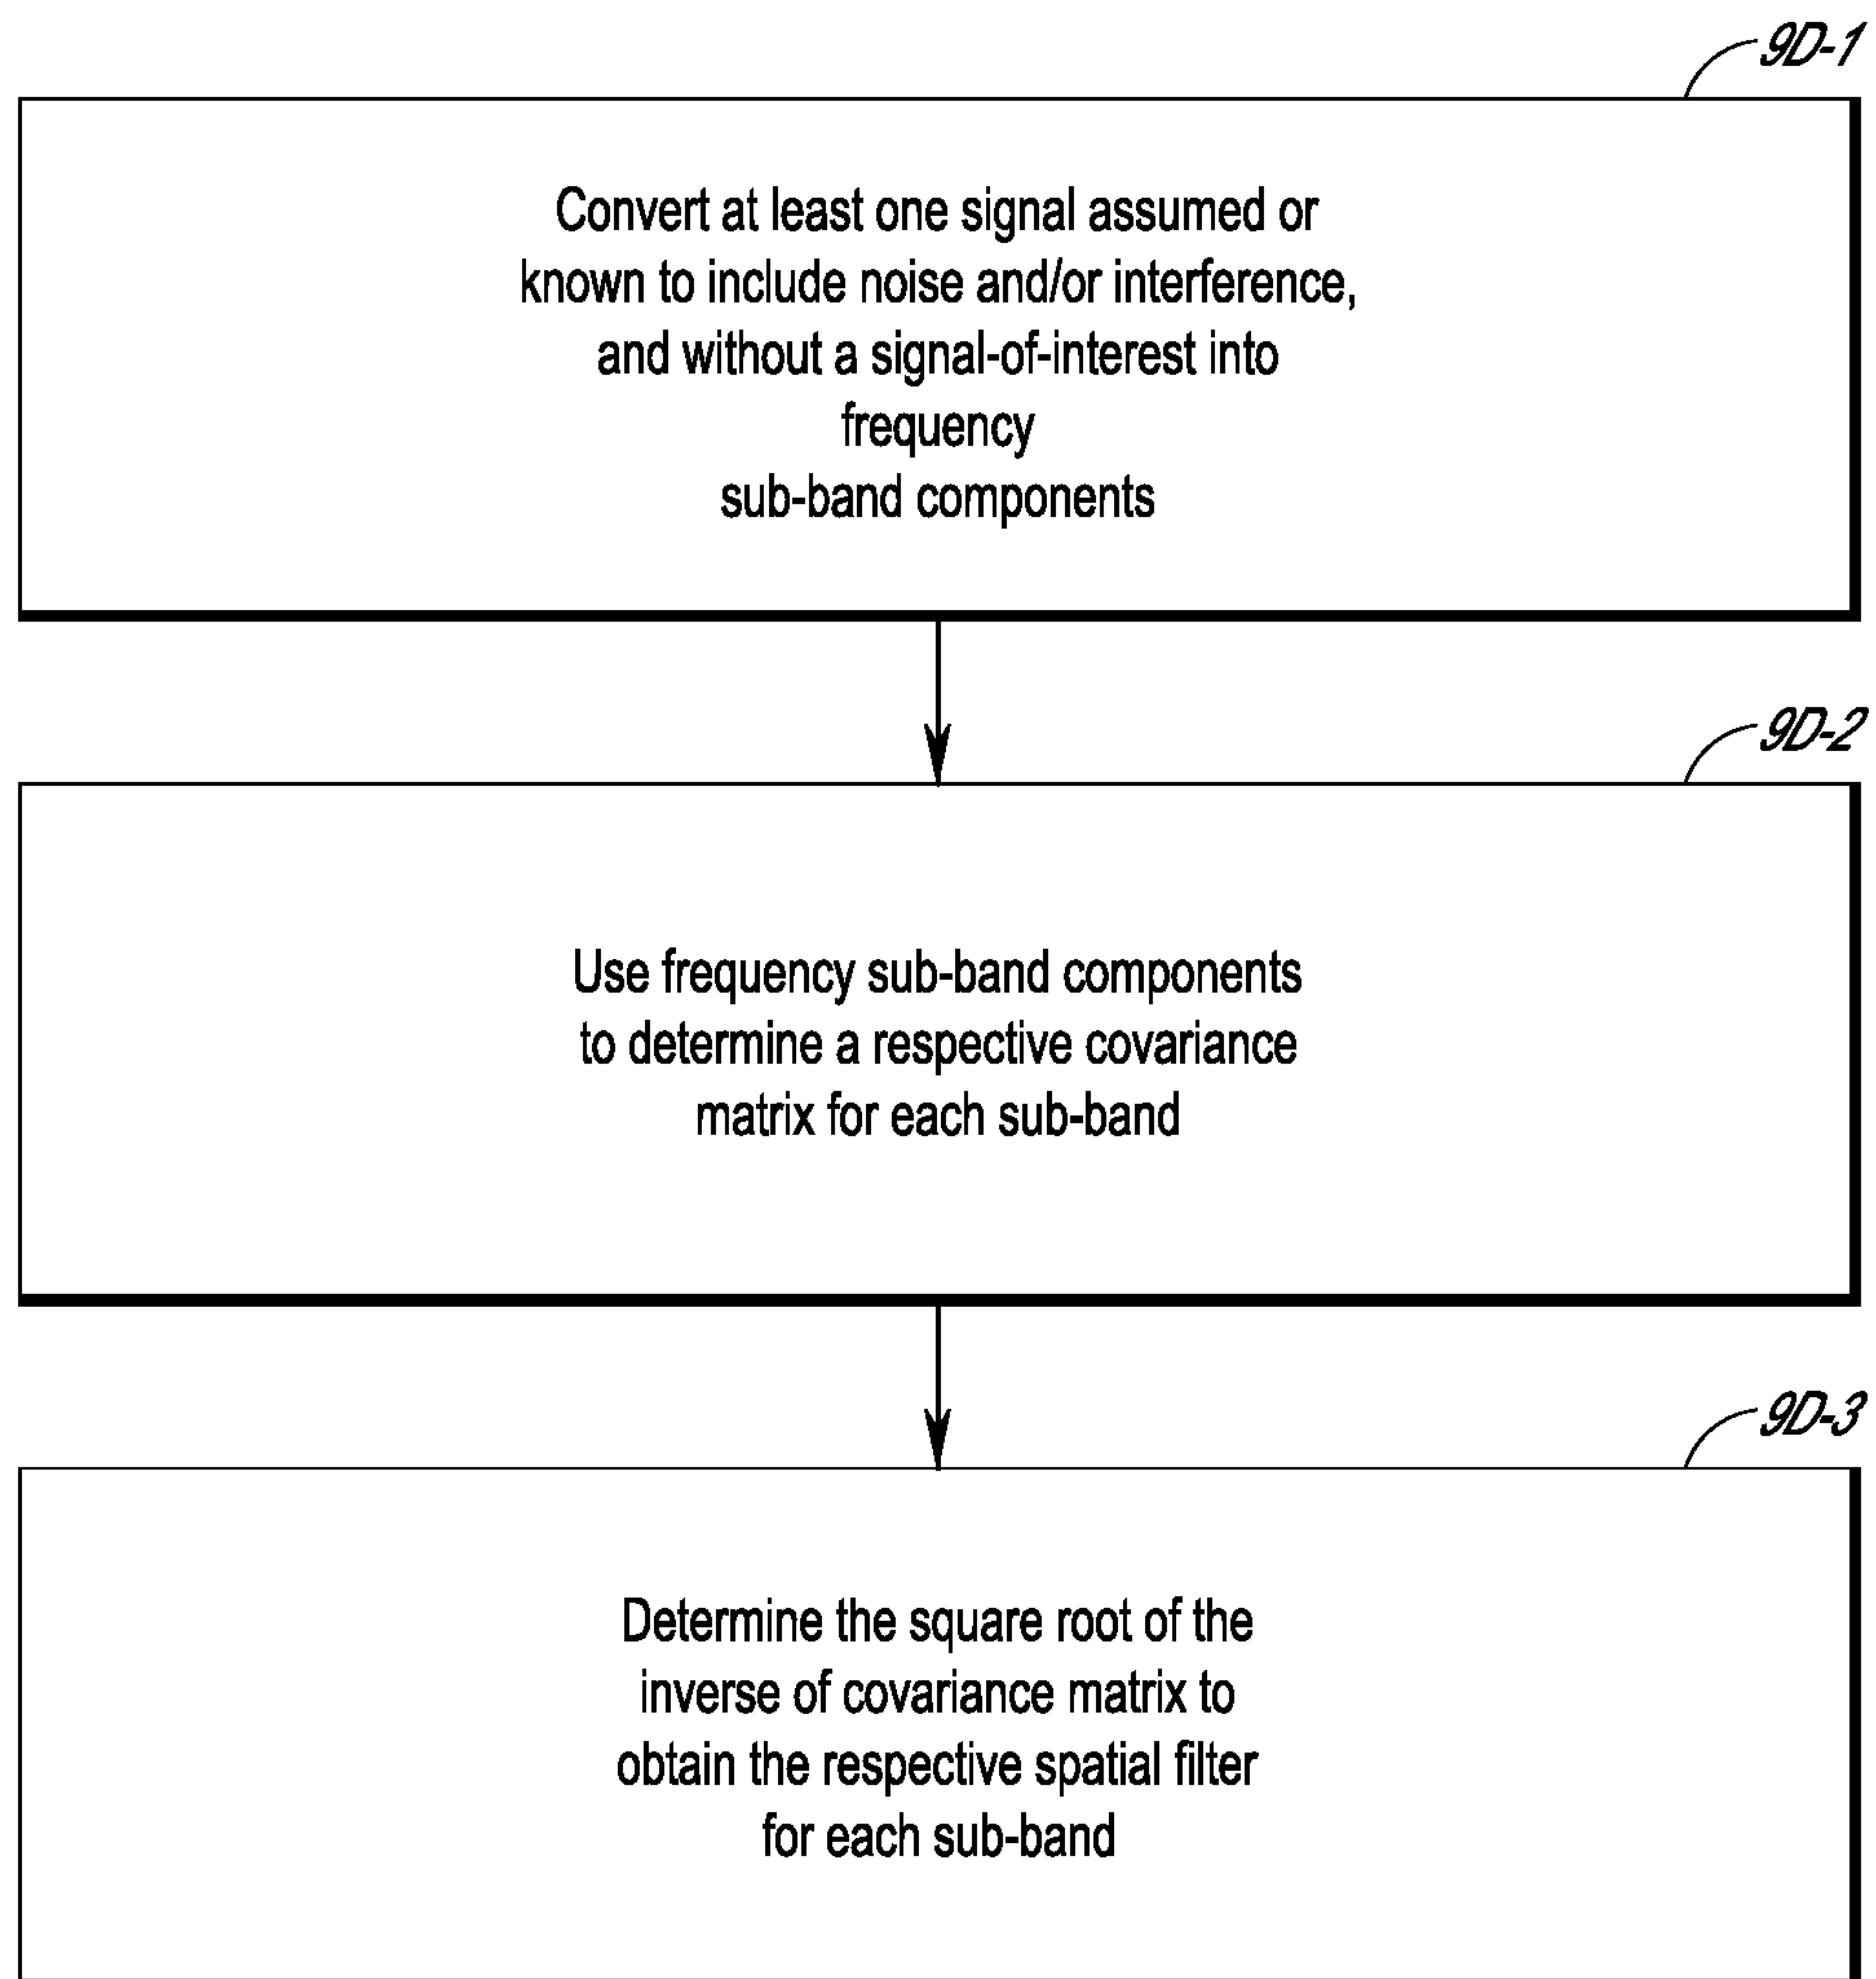 9D-1
Convert at least one signal assumed or
known to include noise and/or interference,
and without a signal-of-interest into
frequency
sub-band components
9D-2
Use frequency sub-band components
to determine a respective covariance
matrix for each sub-band
9D-3
Determine the square root of the
inverse of covariance matrix to
obtain the respective spatial filter
for each sub-band